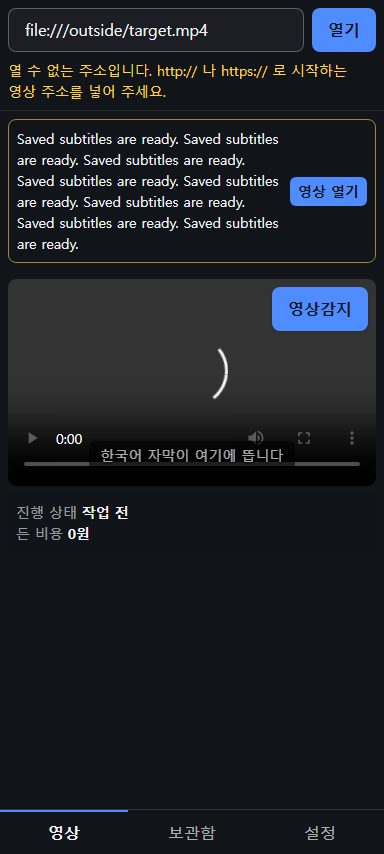 file:///outside/target.mp4
열기
열 수 없는 주소입니다. http:// 나 https:// 로 시작하는
영상 주소를 넣어 주세요.
Saved subtitles are ready. Saved subtitles
are ready. Saved subtitles are ready.
Saved subtitles are ready. Saved subtitles
are ready. Saved subtitles are ready.
Saved subtitles are ready. Saved subtitles
are ready.
영상 열기
영상감지
0:00
한국어 자막이 여기에 뜹니다
진행 상태 작업 전
든 비용 0원
영상
보관함
설정